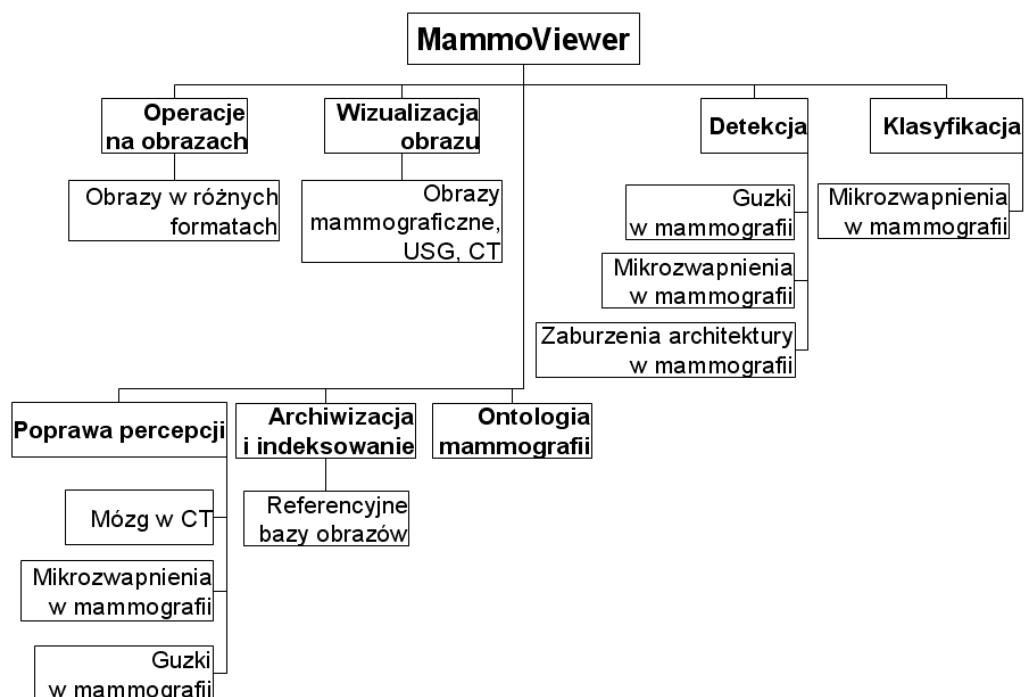 MammoViewer
Operacje
na obrazach
Wizualizacja
obrazu
Detekcja
Klasyfikacja
Obrazy w różnych
formatach
Obrazy
mammograficzne,
USG, CT
Guzki
w mammografii
Mikrozwapnienia
w mammografii
Zaburzenia architektury
w mammografii
Mikrozwapnienia
w mammografii
Poprawa percepcji
Archiwizacja
i indeksowanie
Ontologia
mammografii
Mózg w CT
Mikrozwapnienia
w mammografii
Guzki
w mammografii
Referencyjne
bazy obrazów